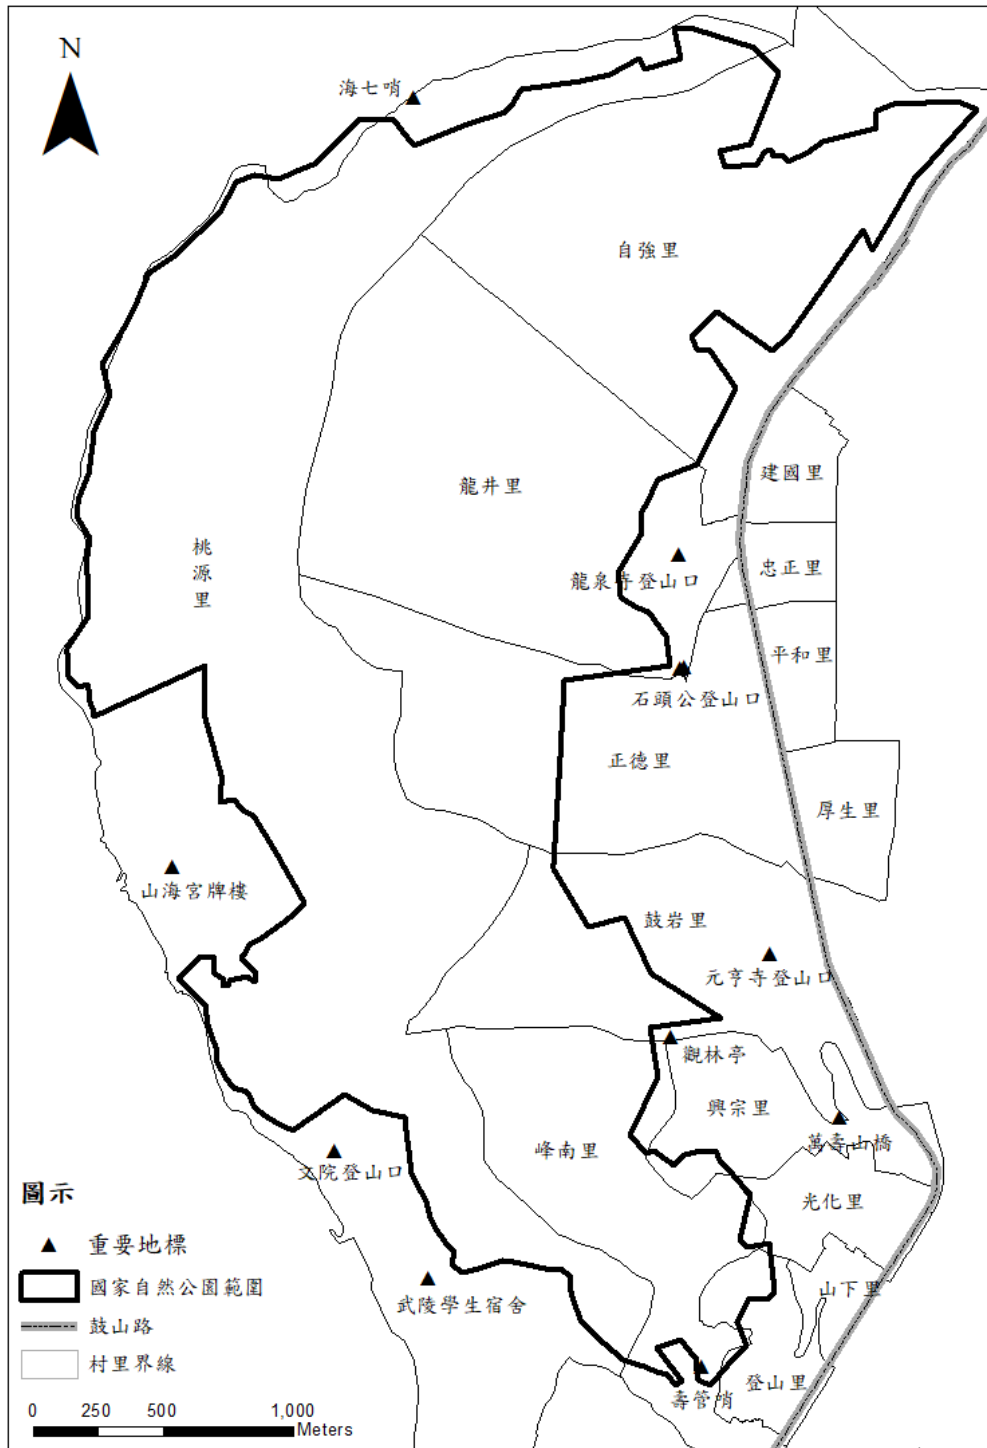 N
海七哨
自強里
建國里
龍井里
桃
源
里
忠正里
龍泉寺登山口
平和里
石頭公登山口
正德里
厚生里
山海宮牌樓
鼓岩里
元亨寺登山口
觀林亭
興宗里
萬壽山橋
峰南里
文院登山口
光化里
山下里
武陵學生宿舍
登山里
壽管哨
圖示
重要地標
國家自然公園範圍
鼓山路
村里界線
0 250 500 1,000
Meters